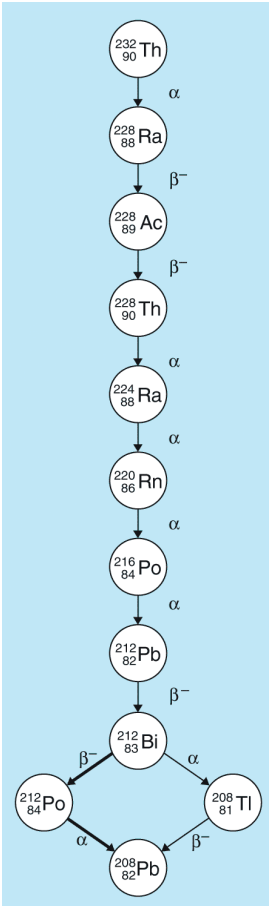 232
90 Th
α
228
88 Ra
β⁻
228
89 Ac
β⁻
228
90 Th
α
224
88 Ra
α
220
86 Rn
α
216
84 Po
α
212
82 Pb
β⁻
212
83 Bi
β⁻ α
212
84 Po
208
81 Tl
α β⁻
208
82 Pb